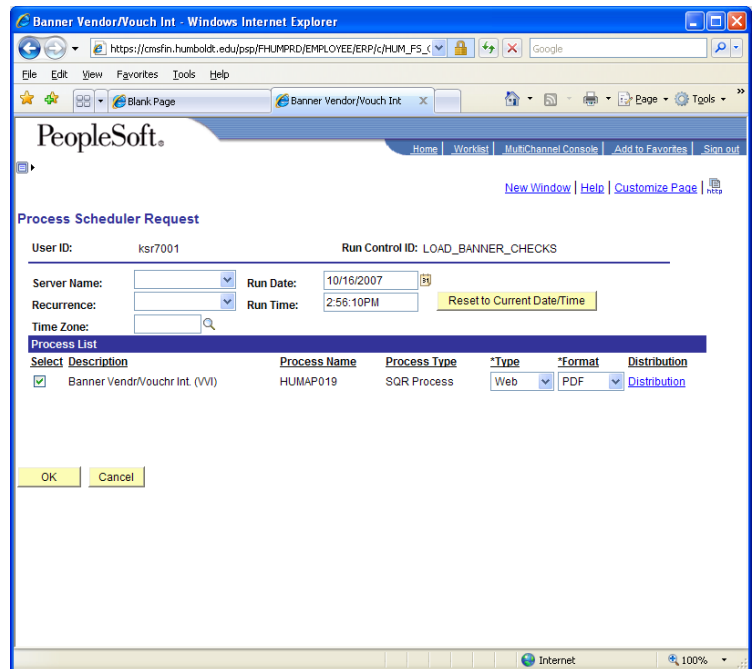 Banner Vendor/Vouch Int - Windows Internet Explorer
https://cmsfin.humboldt.edu/psp/FHUMPRD/EMPLOYEE/ERP/c/HUM_FS_( Google
File Edit View Favorites Tools Help
Blank Page Banner Vendor/Vouch Int X Page Tools »
PeopleSoft®
Home Worklist MultiChannel Console Add to Favorites Sign out
New Window | Help | Customize Page | http
Process Scheduler Request
User ID: ksr7001 Run Control ID: LOAD_BANNER_CHECKS
Server Name: Run Date: 10/16/2007 31
Recurrence: Run Time: 2:56:10PM Reset to Current Date/Time
Time Zone:
Process List
Select Description Process Name Process Type *Type *Format Distribution
Banner Vendr/Vouchr Int. (VVI) HUMAP019 SQR Process Web PDF Distribution
OK Cancel
Internet 100%